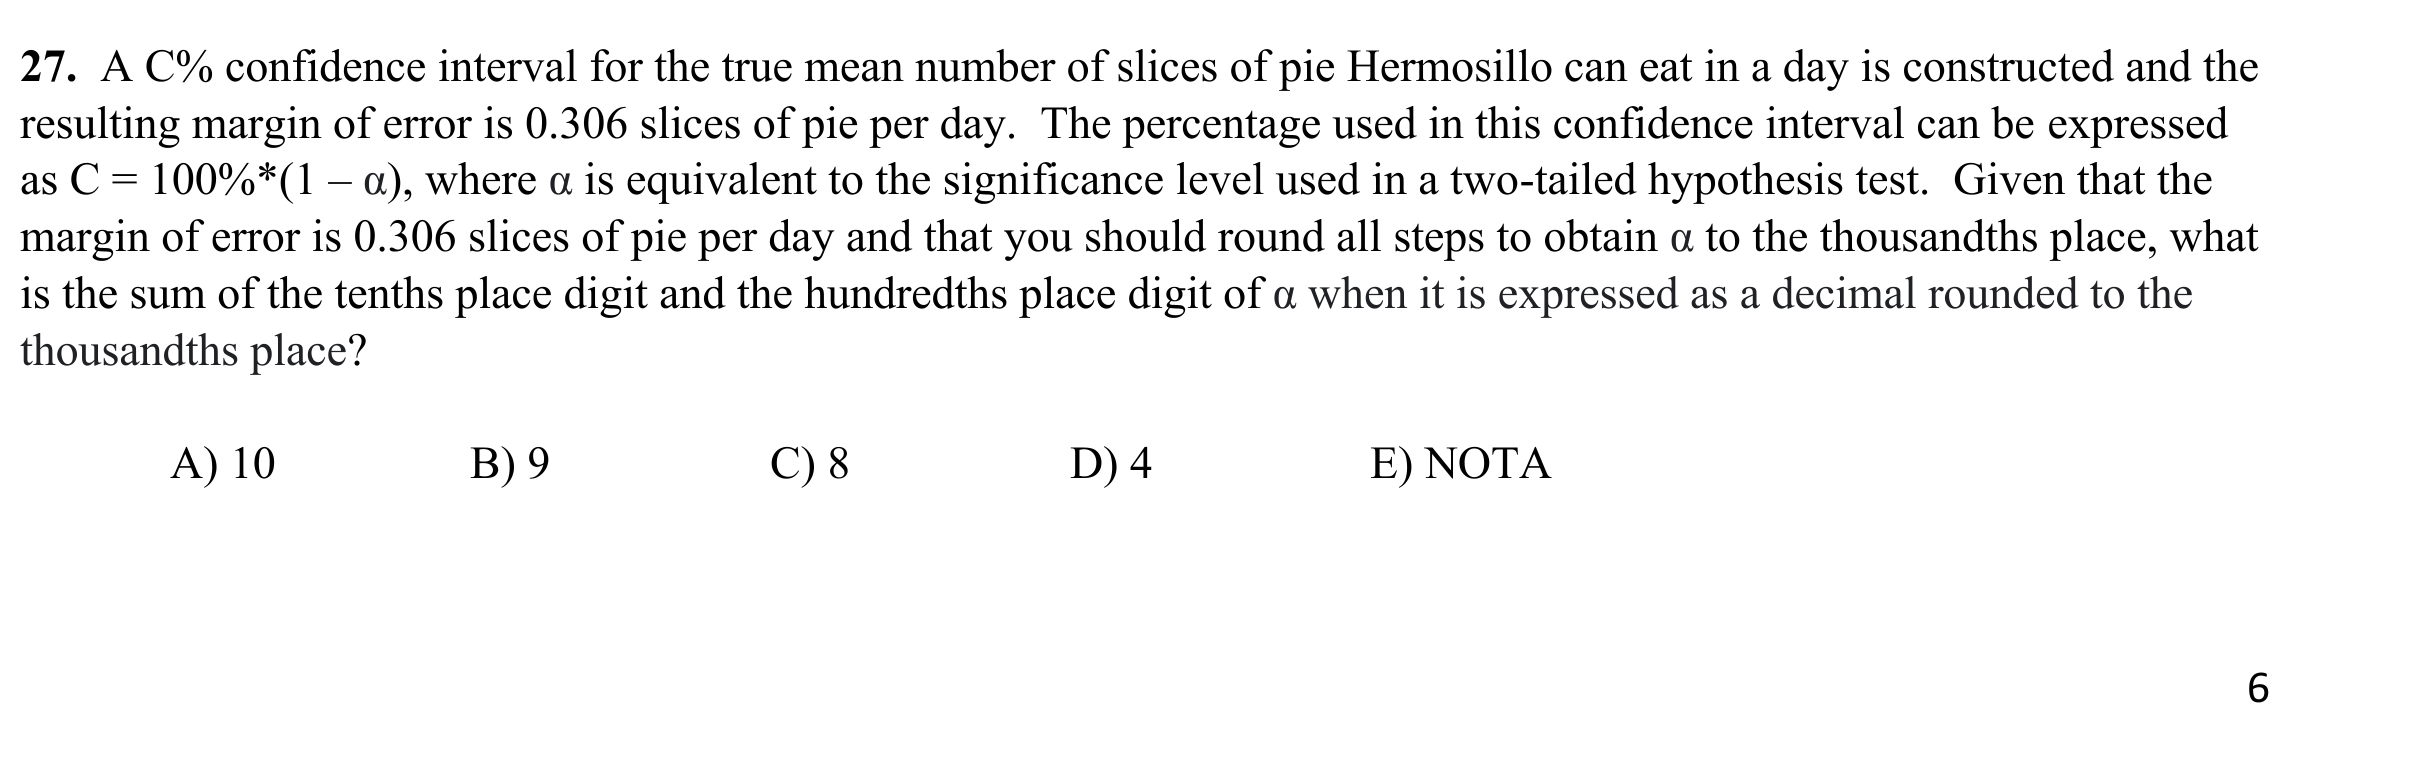 27. A C% confidence interval for the true mean number of slices of pie Hermosillo can eat in a day is constructed and the
resulting margin of error is 0.306 slices of pie per day. The percentage used in this confidence interval can be expressed
as C = 100%*(1 – α), where α is equivalent to the significance level used in a two-tailed hypothesis test. Given that the
margin of error is 0.306 slices of pie per day and that you should round all steps to obtain α to the thousandths place, what
is the sum of the tenths place digit and the hundredths place digit of α when it is expressed as a decimal rounded to the
thousandths place?
A) 10 B) 9 C) 8 D) 4 E) NOTA
6